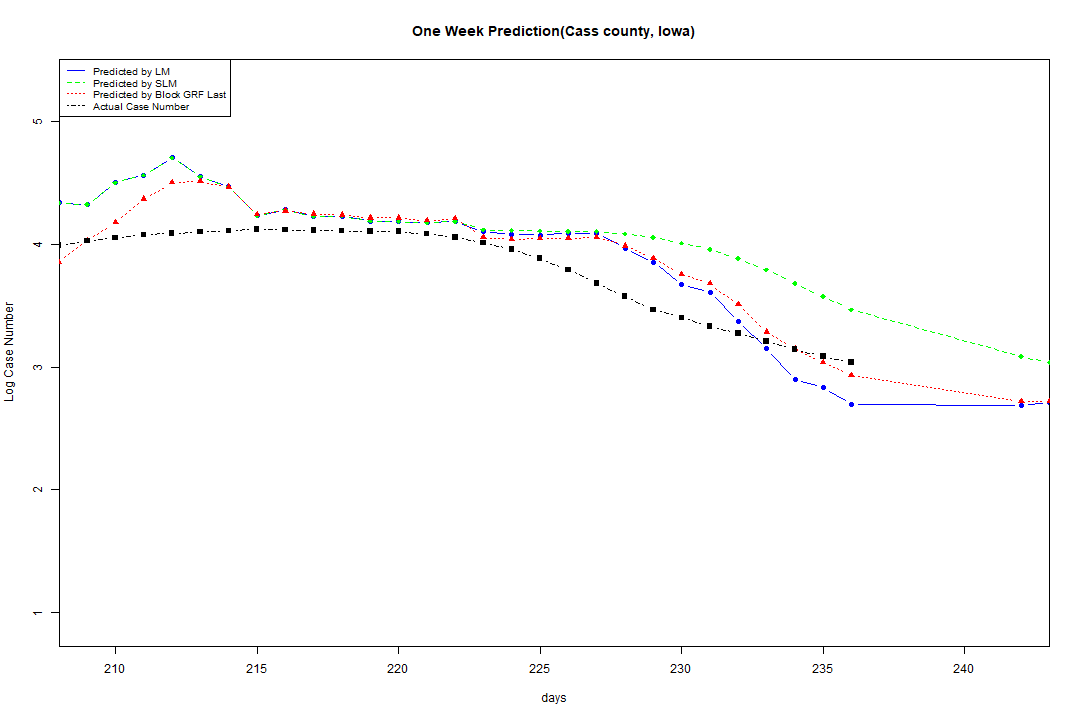 One Week Prediction(Cass county, Iowa)
Predicted by LM
Predicted by SLM
Predicted by Block GRF Last
Actual Case Number
5
4
3
2
1
Log Case Number
210 215 220 225 230 235 240
days